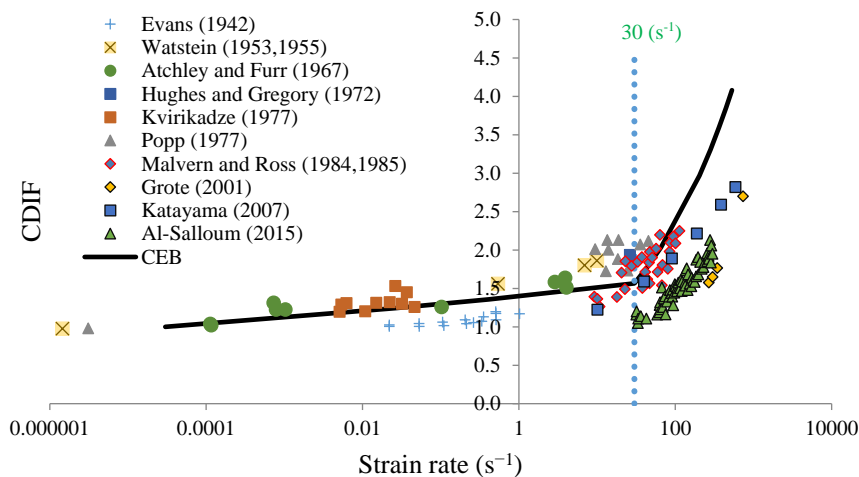 5.0
30 (s⁻¹)
Evans (1942)
4.5
Watstein (1953,1955)
Atchley and Furr (1967)
4.0
Hughes and Gregory (1972)
Kvirikadze (1977)
3.5
Popp (1977)
Malvern and Ross (1984,1985)
3.0
Grote (2001)
Katayama (2007)
2.5
Al-Salloum (2015)
CEB
2.0
1.5
1.0
0.5
0.0
CDIF
0.000001
0.0001
0.01
1
100
10000
Strain rate (s⁻¹)